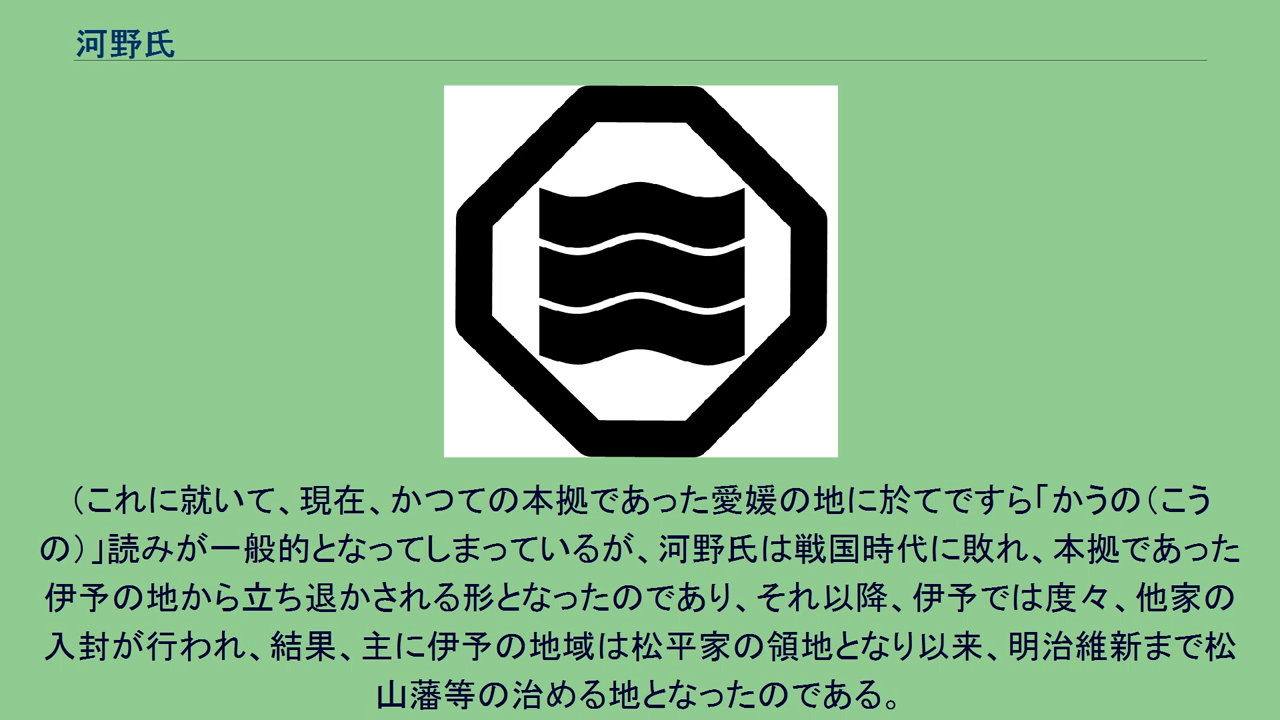 河野氏
（これに就いて、現在、かつての本拠であった愛媛の地に於てですら「かうの（こう
の）」読みが一般的となってしまっているが、河野氏は戦国時代に敗れ、本拠であった
伊予の地から立ち退かされる形となったのであり、それ以降、伊予では度々、他家の
入封が行われ、結果、主に伊予の地域は松平家の領地となり以来、明治維新まで松
山藩等の治める地となったのである。